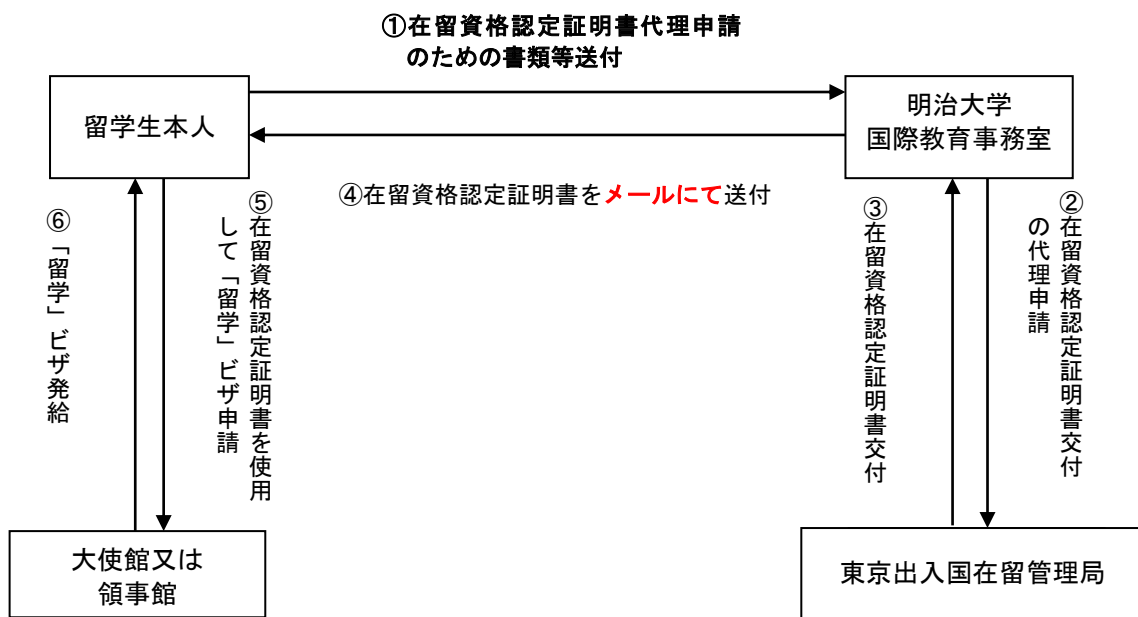 ①在留資格認定証明書代理申請
のための書類等送付
留学生本人
明治大学
国際教育事務室
④在留資格認定証明書をメールにて送付
⑥「留学」ビザ発給
⑤在留資格認定証明書を使用
して「留学」ビザ申請
③在留資格認定証明書交付
②在留資格認定証明書交付
の代理申請
大使館又は
領事館
東京出入国在留管理局